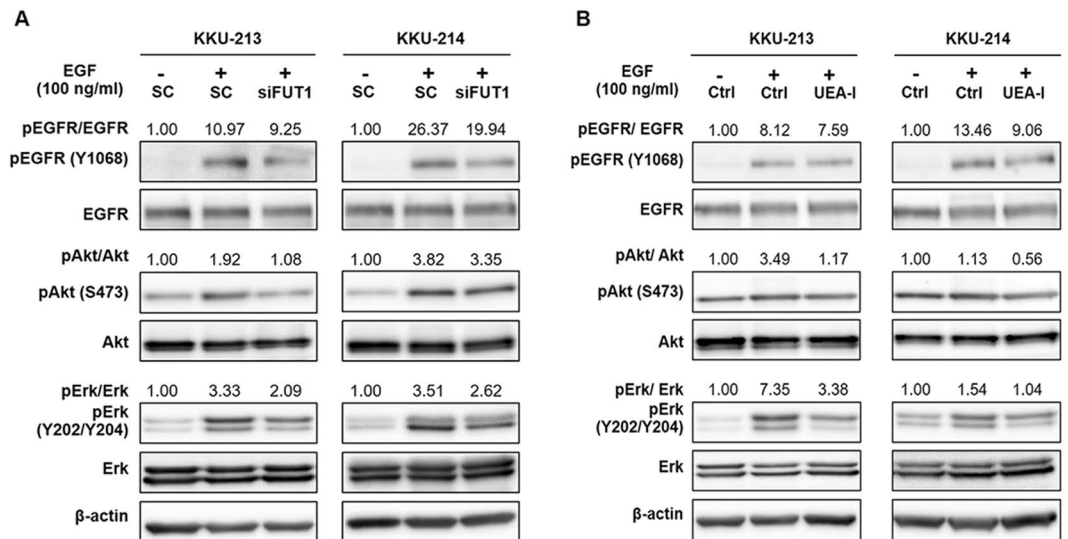 A
KKU-213 KKU-214
EGF (100 ng/ml) - + + - + +
SC SC siFUT1 SC SC siFUT1
pEGFR/EGFR 1.00 10.97 9.25 1.00 26.37 19.94
pEGFR (Y1068)
EGFR
pAkt/Akt 1.00 1.92 1.08 1.00 3.82 3.35
pAkt (S473)
Akt
pErk/Erk 1.00 3.33 2.09 1.00 3.51 2.62
pErk
(Y202/Y204)
Erk
β-actin
B
KKU-213 KKU-214
EGF (100 ng/ml) - + + - + +
Ctrl Ctrl UEA-I Ctrl Ctrl UEA-I
pEGFR/ EGFR 1.00 8.12 7.59 1.00 13.46 9.06
pEGFR (Y1068)
EGFR
pAkt/ Akt 1.00 3.49 1.17 1.00 1.13 0.56
pAkt (S473)
Akt
pErk/ Erk 1.00 7.35 3.38 1.00 1.54 1.04
pErk
(Y202/Y204)
Erk
β-actin